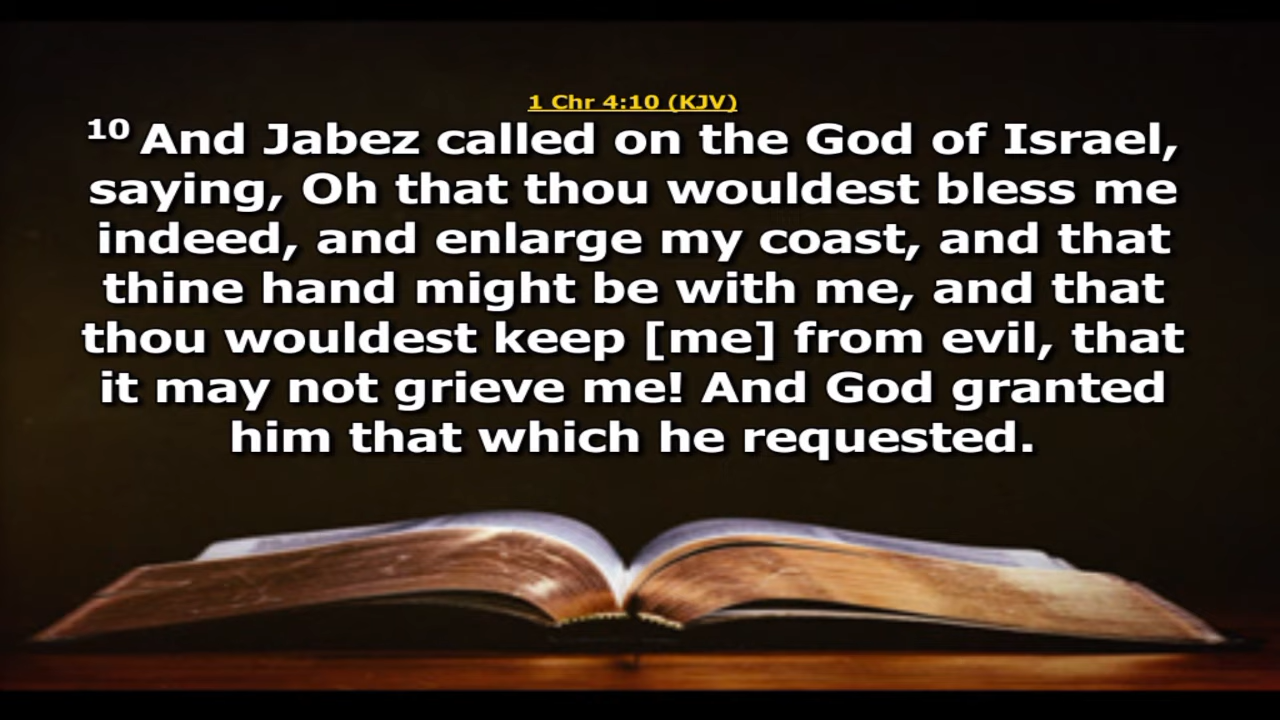 1 Chr 4:10 (KJV)
10 And Jabez called on the God of Israel,
saying, Oh that thou wouldest bless me
indeed, and enlarge my coast, and that
thine hand might be with me, and that
thou wouldest keep [me] from evil, that
it may not grieve me! And God granted
him that which he requested.